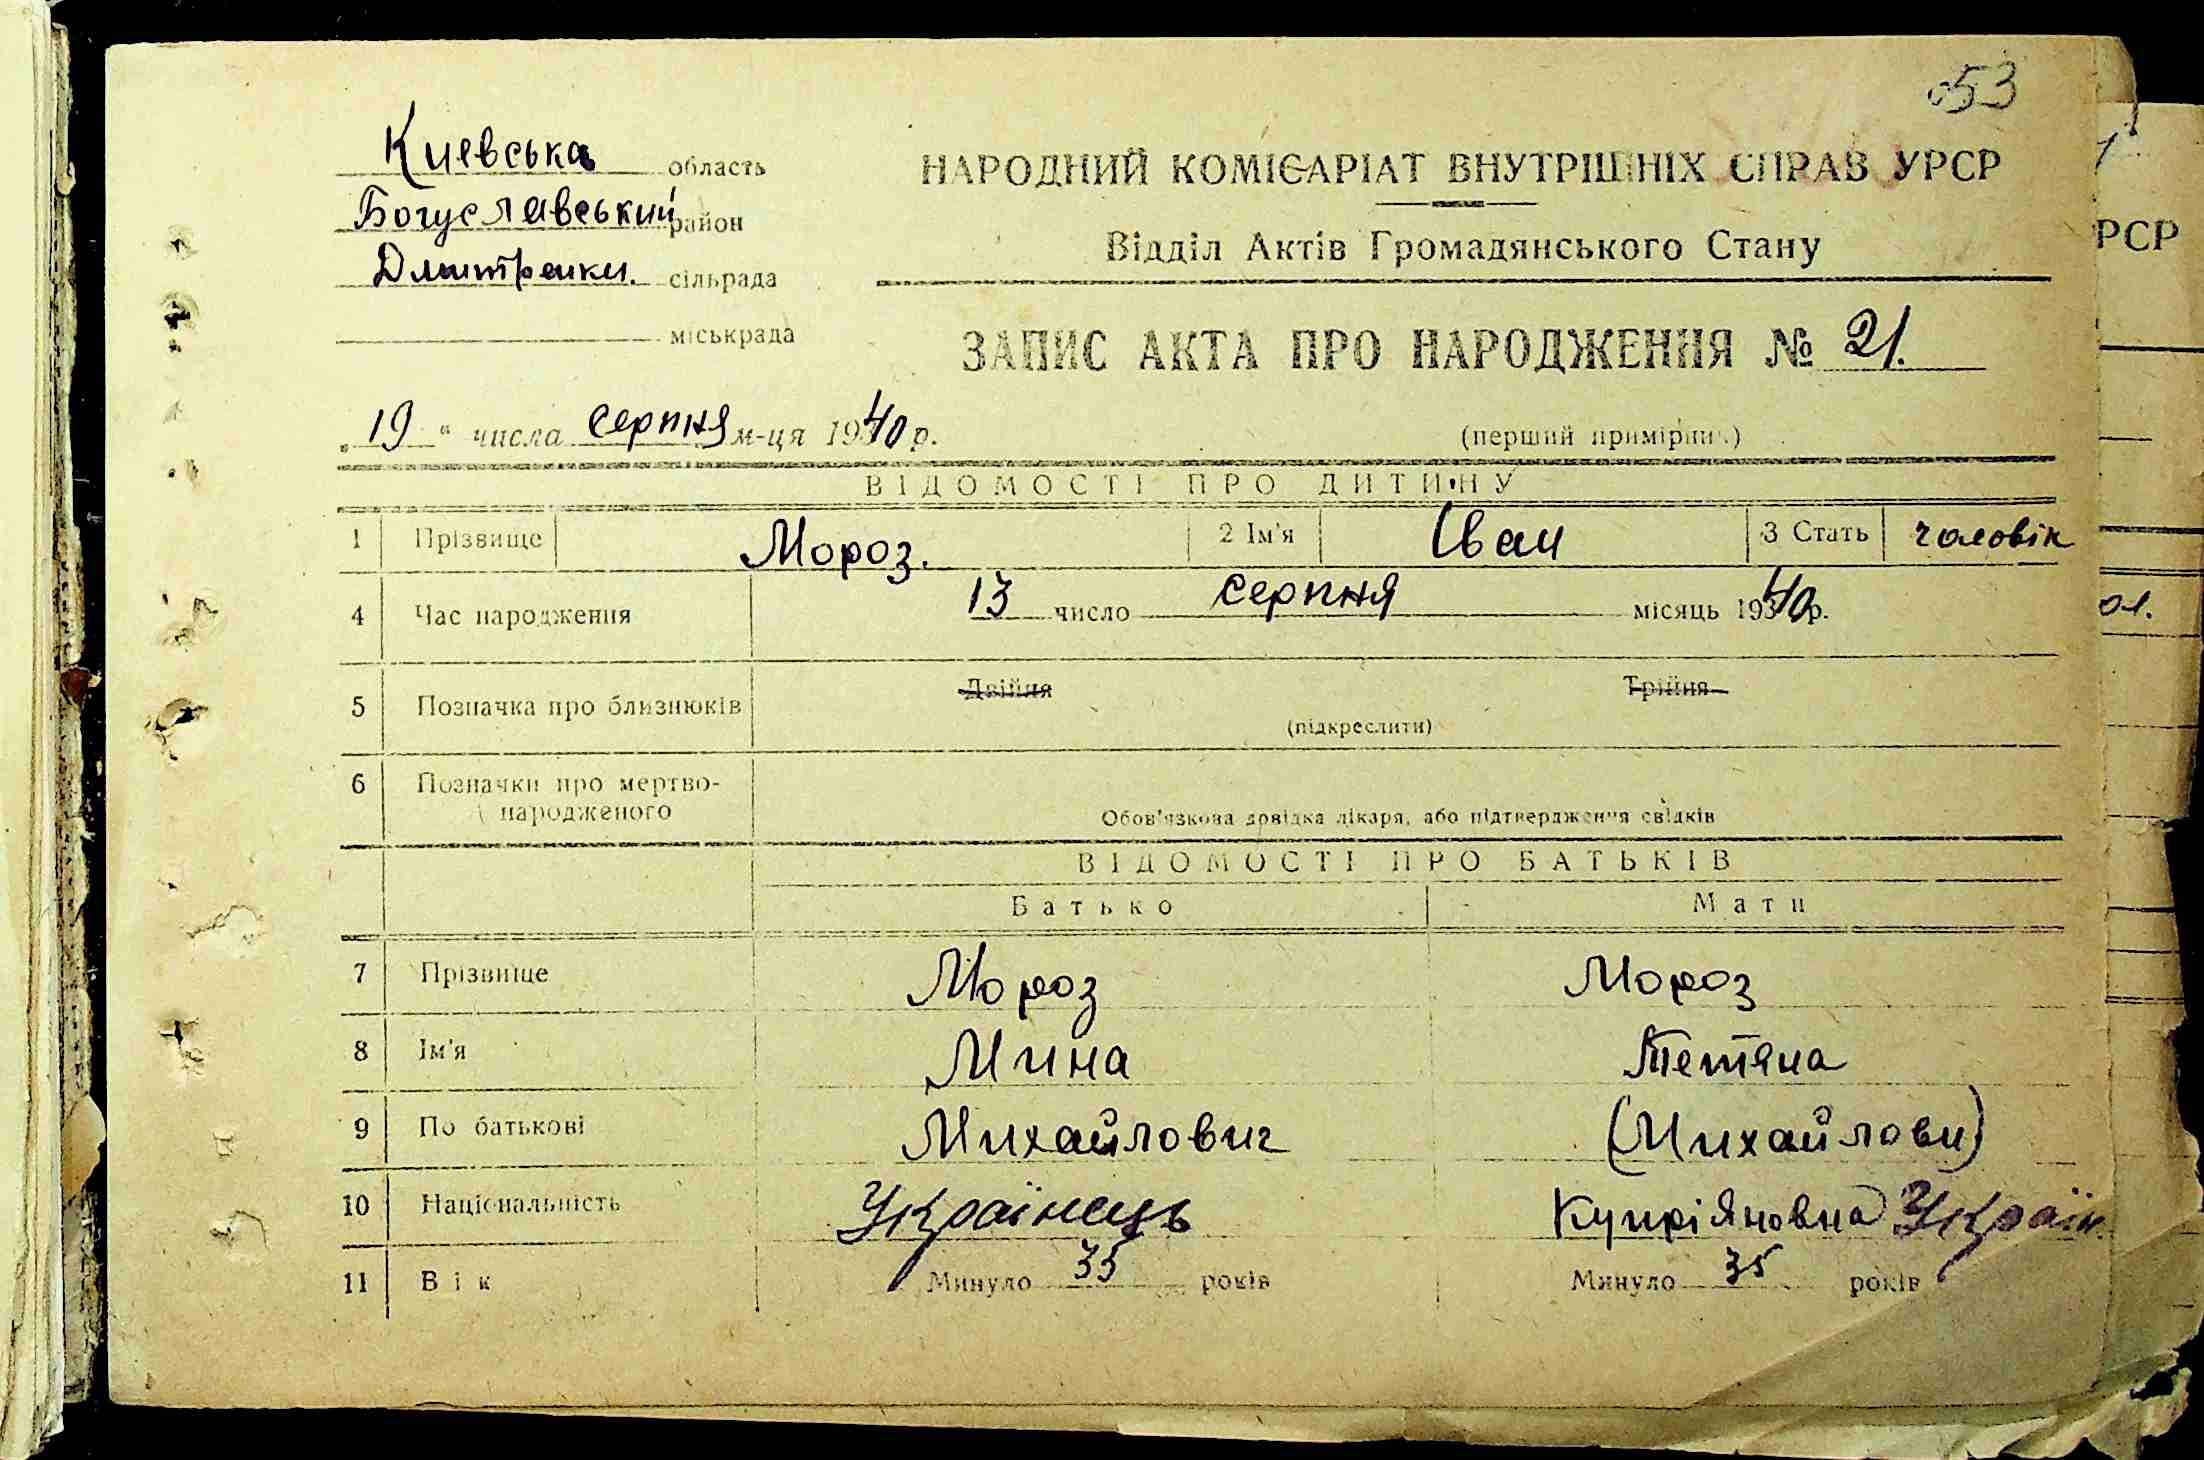 53
Киевська область
Богуславський район
Дмитренки. сільрада
міськрада
НАРОДНИЙ КОМІСАРІАТ ВНУТРІШНІХ СПРАВ УРСР
Відділ Актів Громадянського Стану
РСР
ЗАПИС АКТА ПРО НАРОДЖЕННЯ № 21.
„19“ числа серпня м-ця 1940 р.
(перший примірник)
ВІДОМОСТІ ПРО ДИТИНУ
1 Прізвище Мороз. 2 Ім'я Іван 3 Стать чоловік
4 Час народження 13 число серпня місяць 1940р.
5 Позначка про близнюків Двійня Трійня
(підкреслити)
6 Позначки про мертво-
народженого
Обов'язкова довідка лікаря, або підтвердження свідків
ВІДОМОСТІ ПРО БАТЬКІВ
Батько Мати
7 Прізвище Мороз Мороз
8 Ім'я Мина Тетяна
9 По батькові Михайлович (Михайлови)
10 Національність Українець Купріяновна Україн
11 Вік Минуло 35 років Минуло 35 років